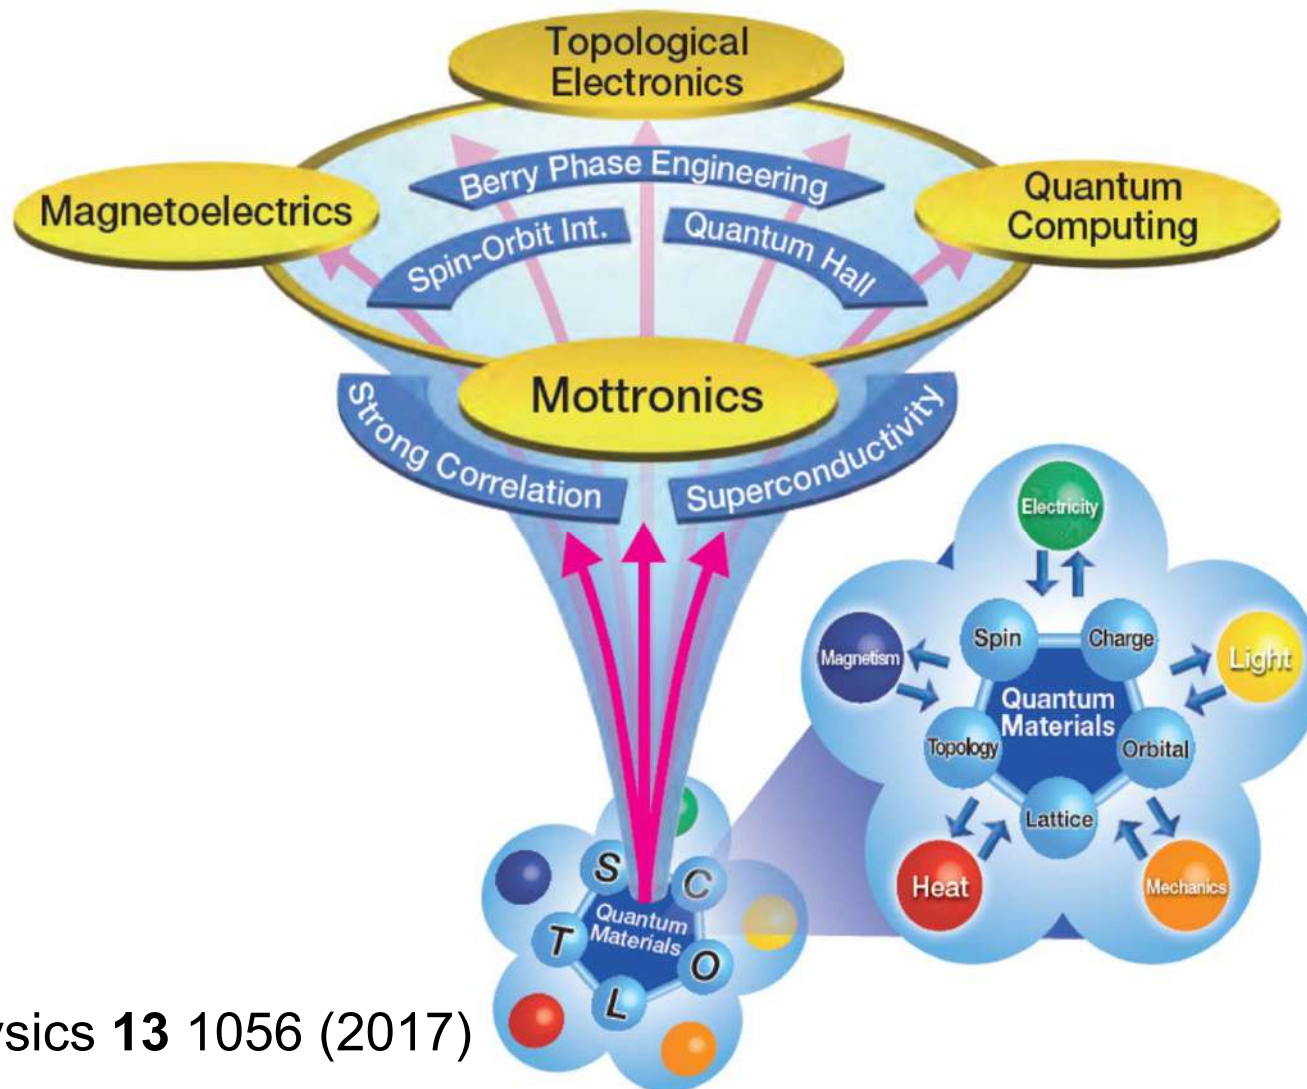 Topological
Electronics
Magnetoelectrics
Quantum
Computing
Berry Phase Engineering
Spin-Orbit Int.
Quantum Hall
Mottronics
Strong Correlation
Superconductivity
Electricity
Magnetism
Spin
Charge
Light
Quantum
Materials
Topology
Orbital
Lattice
Heat
Mechanics
S
C
Quantum
Materials
T
O
L
ysics 13 1056 (2017)